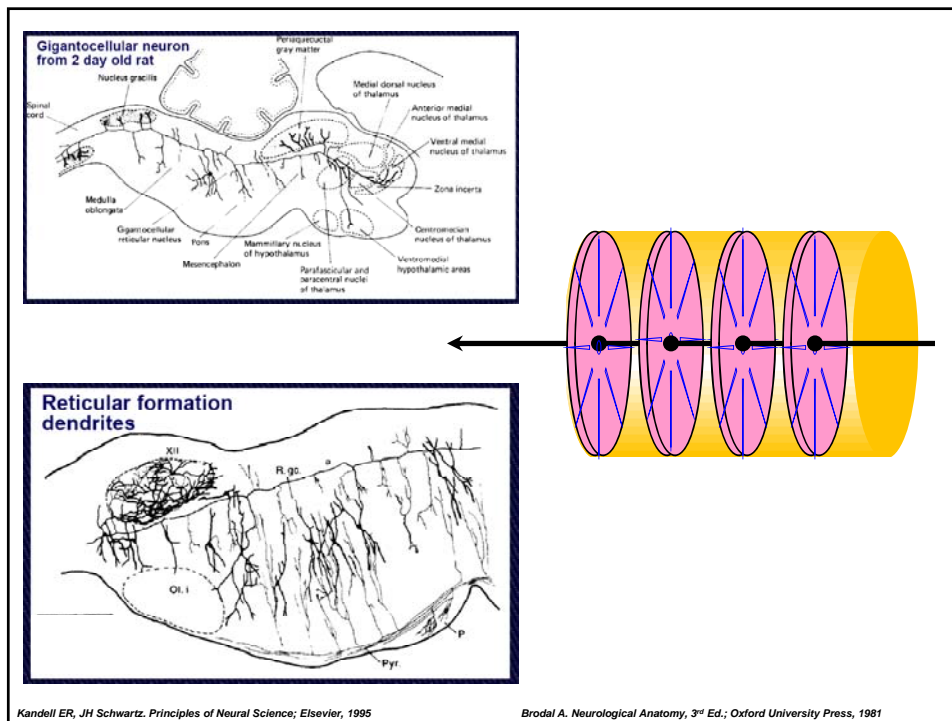 Gigantocellular neuron
from 2 day old rat
Periaqueductal
gray matter
Nucleus gracilis
Medial dorsal nucleus
of thalamus
Spinal
cord
Anterior medial
nucleus of thalamus
Ventral medial
nucleus of thalamus
Zona incerta
Medulla
oblongata
Gigantocellular
reticular nucleus
Pons
Mesencephalon
Mammillary nucleus
of hypothalamus
Parafascicular and
paracentral nuclei
of thalamus
Centromedian
nucleus of thalamus
Ventromedial
hypothalamic areas
Reticular formation
dendrites
XII
R. gc.
a
Ol. i
P
Pyr.
Kandell ER, JH Schwartz. Principles of Neural Science; Elsevier, 1995
Brodal A. Neurological Anatomy, 3rd Ed.; Oxford University Press, 1981